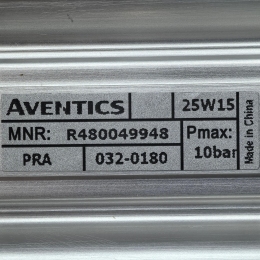 AVENTICS 25W15
MNR: R480049948 Pmax:
PRA 032-0180 10bar
Made in China